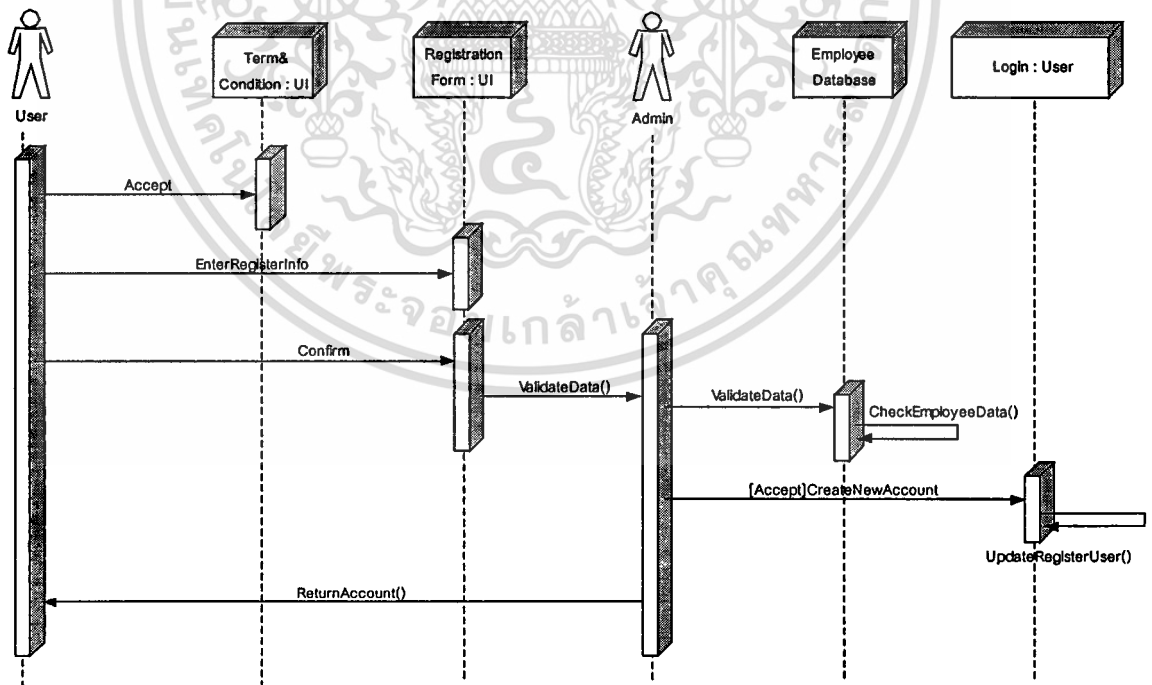 User
Term&
Condition : UI
Registration
Form : UI
Admin
Employee
Database
Login : User
Accept
EnterRegisterInfo
Confirm
ValidateData()
ValidateData()
CheckEmployeeData()
[Accept]CreateNewAccount
UpdateRegisterUser()
ReturnAccount()